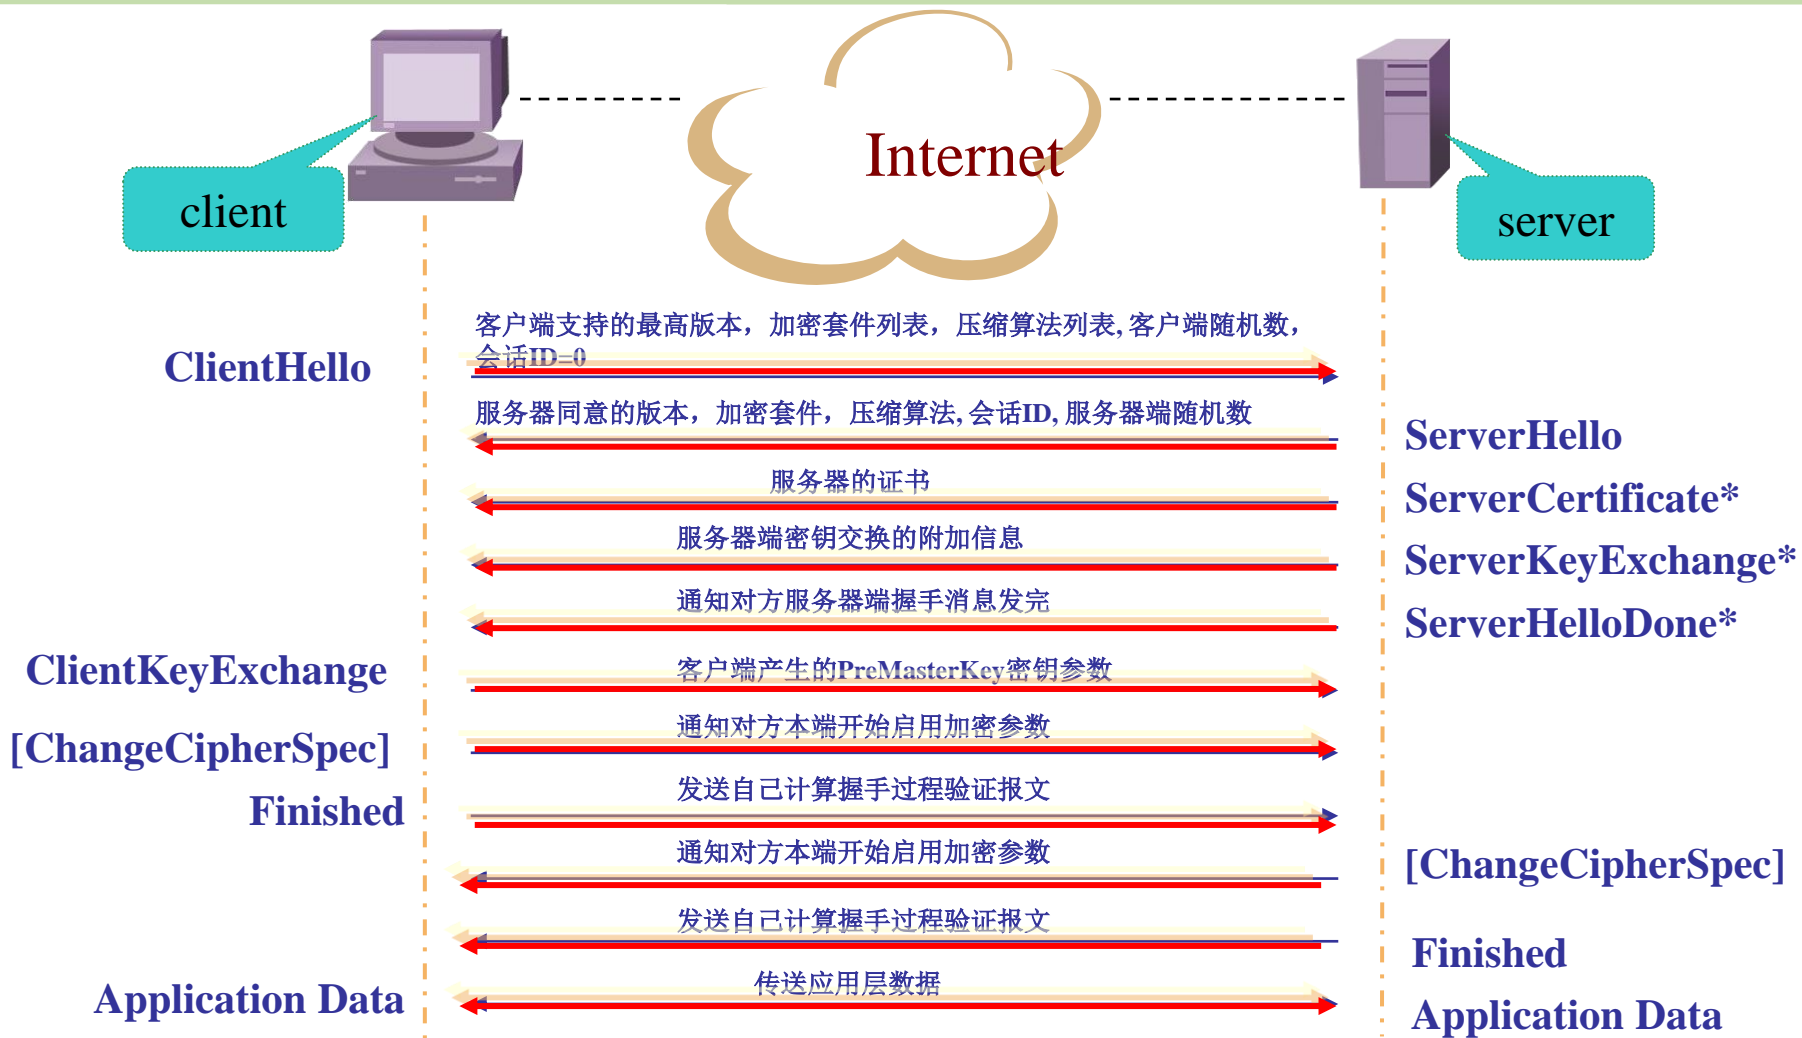 Internet
client
server
客户端支持的最高版本，加密套件列表，压缩算法列表, 客户端随机数，
会话ID=0
ClientHello
服务器同意的版本，加密套件，压缩算法, 会话ID, 服务器端随机数
ServerHello
服务器的证书
ServerCertificate*
服务器端密钥交换的附加信息
ServerKeyExchange*
通知对方服务器端握手消息发完
ServerHelloDone*
ClientKeyExchange
客户端产生的PreMasterKey密钥参数
[ChangeCipherSpec]
通知对方本端开始启用加密参数
Finished
发送自己计算握手过程验证报文
通知对方本端开始启用加密参数
[ChangeCipherSpec]
发送自己计算握手过程验证报文
Finished
Application Data
传送应用层数据
Application Data